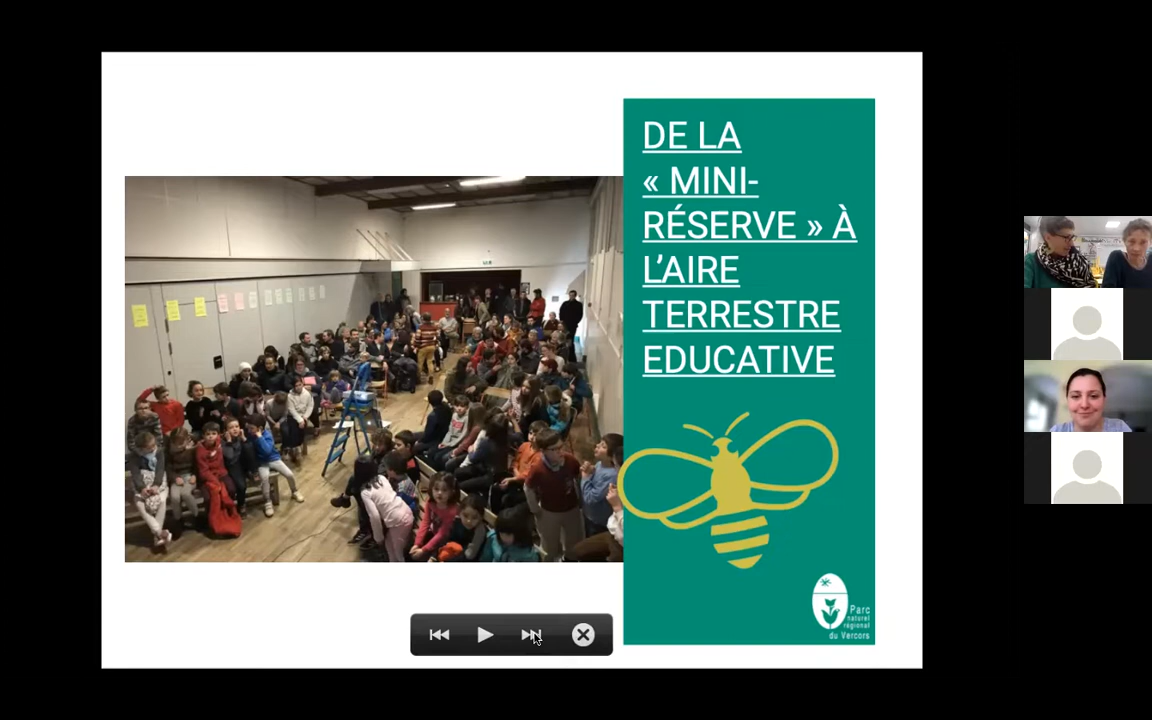 DE LA
« MINI-
RÉSERVE » À
L'AIRE
TERRESTRE
EDUCATIVE
Parc
naturel
régional
du Vercors